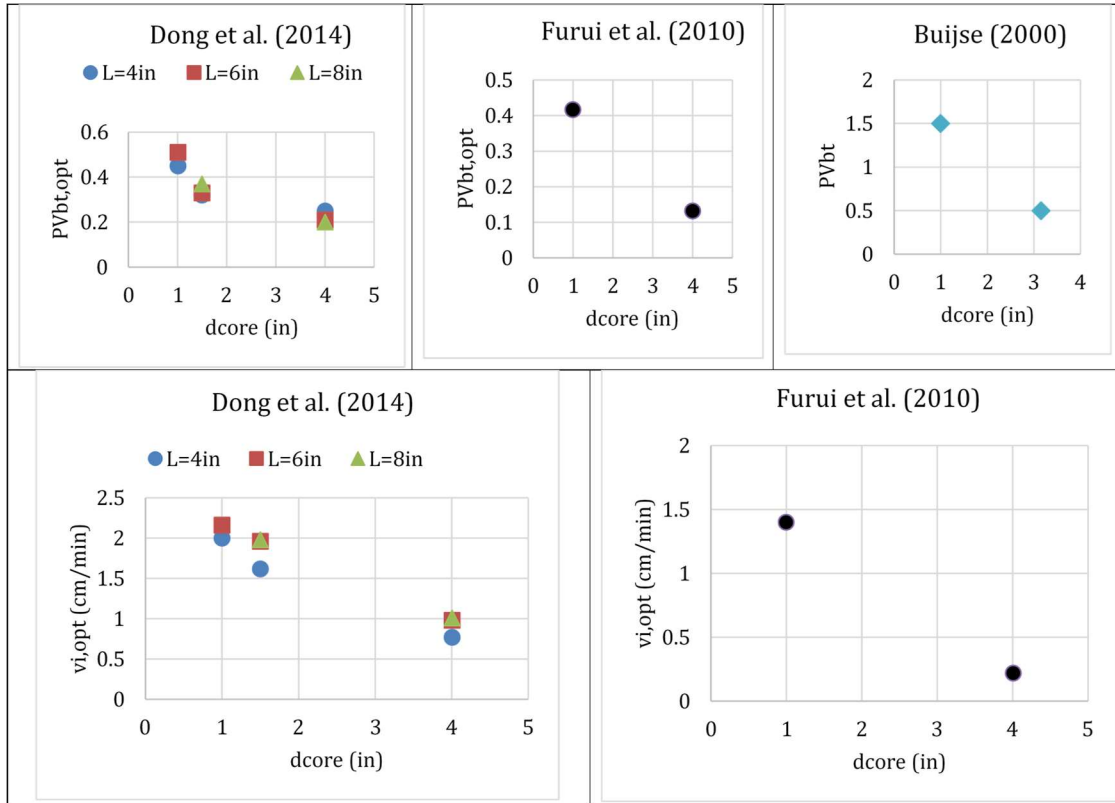 Dong et al. (2014)
L=4in L=6in L=8in
0.6
0.4
0.2
0
PVbt,opt
0 1 2 3 4 5
dcore (in)
Furui et al. (2010)
0.5
0.4
0.3
0.2
0.1
0
PVbt,opt
0 1 2 3 4 5
dcore (in)
Buijse (2000)
2
1.5
1
0.5
0
PVbt
0 1 2 3 4
dcore (in)
Dong et al. (2014)
L=4in L=6in L=8in
2.5
2
1.5
1
0.5
0
vi,opt (cm/min)
0 1 2 3 4 5
dcore (in)
Furui et al. (2010)
2
1.5
1
0.5
0
vi,opt (cm/min)
0 1 2 3 4 5
dcore (in)